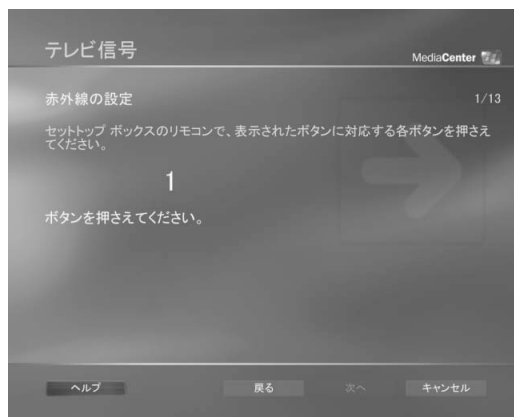 テレビ信号
MediaCenter
赤外線の設定
1/13
セットトップ ボックスのリモコンで、表示されたボタンに対応する各ボタンを押さえ
てください。
1
ボタンを押さえてください。
ヘルプ
戻る
次へ
キャンセル